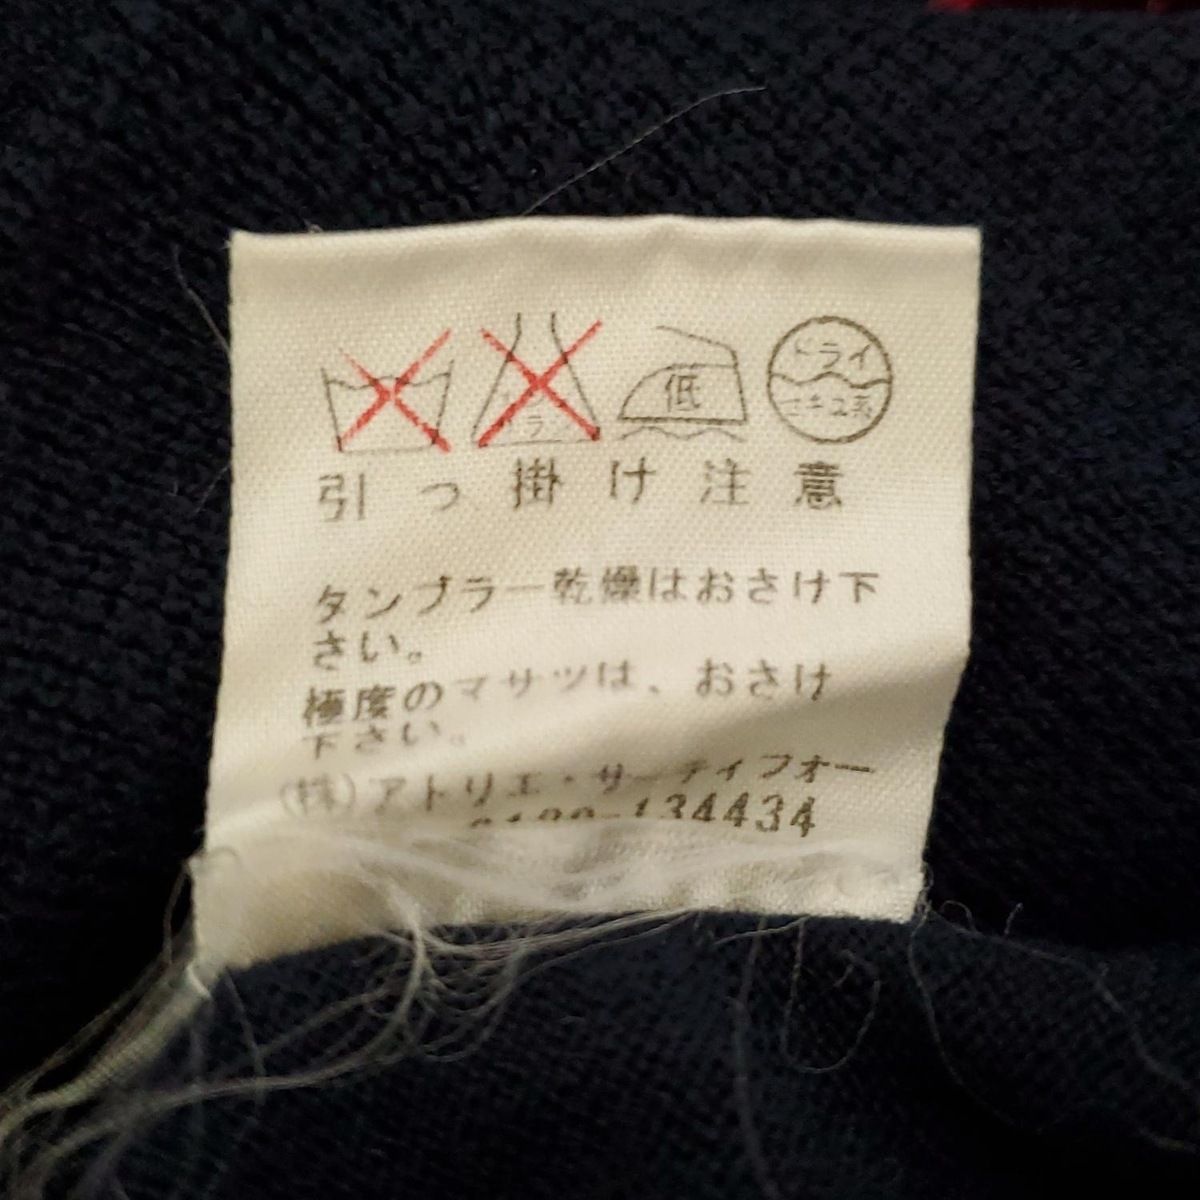 低 ドライ
セキユ系
引っ掛け注意
タンブラー乾燥はおさけ下
さい。
極度のマサツは、おさけ
下さい。
(株)アトリエ・サーティフォー
0120-134434